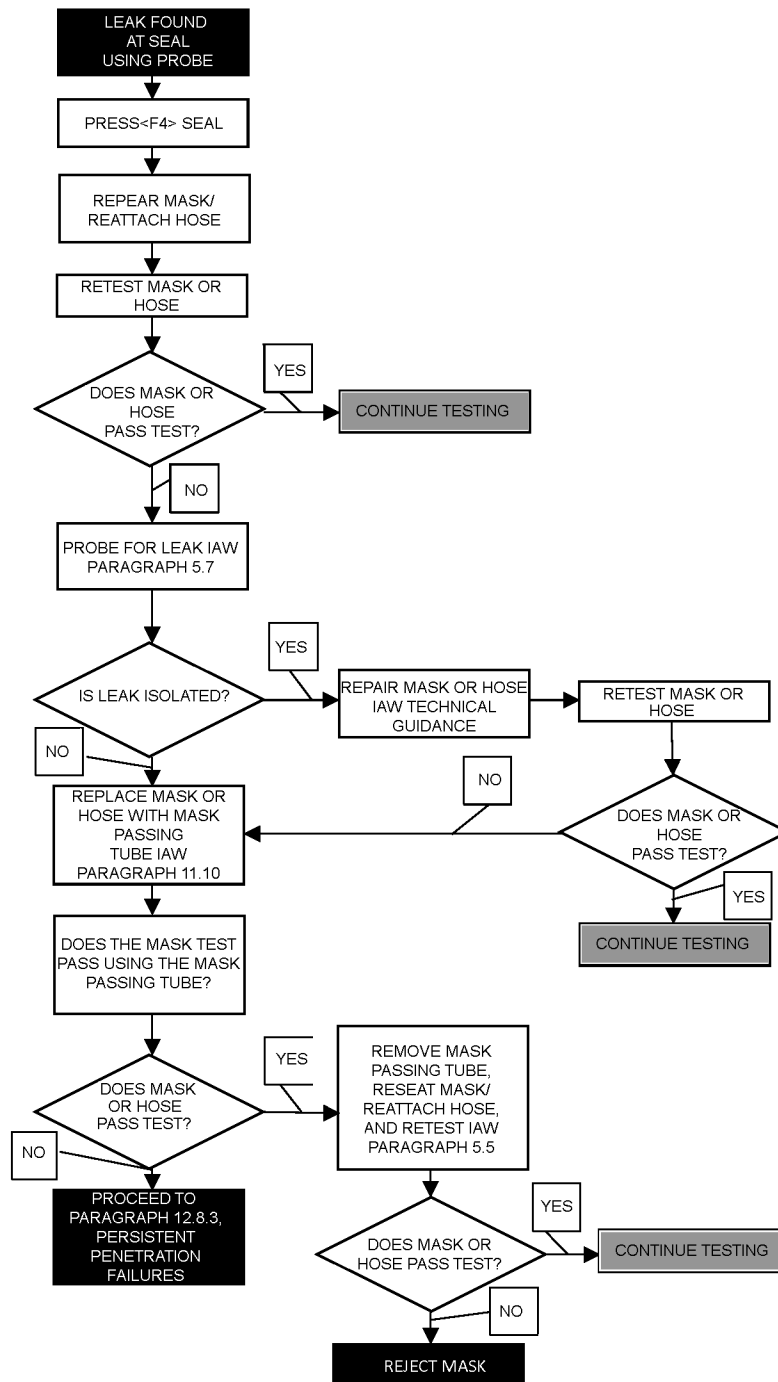 LEAK FOUND
AT SEAL
USING PROBE
PRESS<F4> SEAL
REPEAR MASK/
REATTACH HOSE
RETEST MASK OR
HOSE
DOES MASK OR
HOSE
PASS TEST?
YES
CONTINUE TESTING
NO
PROBE FOR LEAK IAW
PARAGRAPH 5.7
IS LEAK ISOLATED?
YES
REPAIR MASK OR HOSE
IAW TECHNICAL
GUIDANCE
RETEST MASK OR
HOSE
DOES MASK OR
HOSE
PASS TEST?
YES
CONTINUE TESTING
NO
NO
REPLACE MASK OR
HOSE WITH MASK
PASSING
TUBE IAW
PARAGRAPH 11.10
DOES THE MASK TEST
PASS USING THE MASK
PASSING TUBE?
DOES MASK
OR HOSE
PASS TEST?
YES
REMOVE MASK
PASSING TUBE,
RESEAT MASK/
REATTACH HOSE,
AND RETEST IAW
PARAGRAPH 5.5
NO
PROCEED TO
PARAGRAPH 12.8.3,
PERSISTENT
PENETRATION
FAILURES
DOES MASK OR
HOSE PASS TEST?
YES
CONTINUE TESTING
NO
REJECT MASK